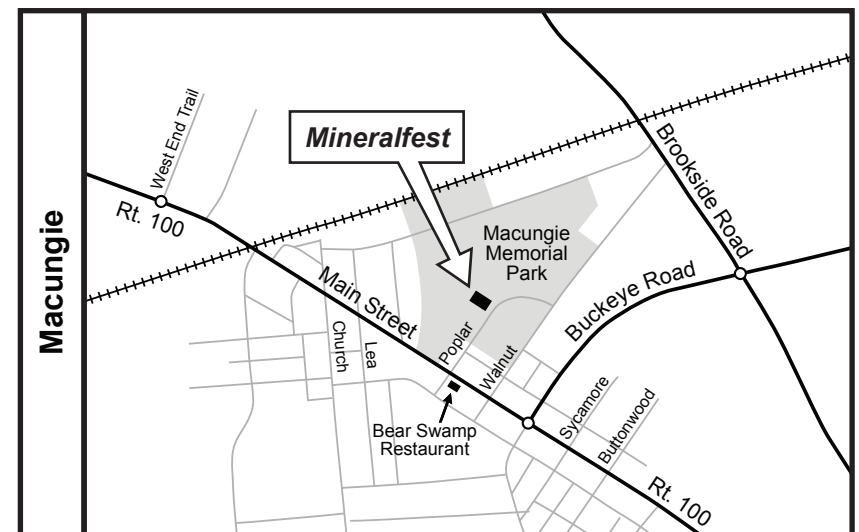 Macungie
Mineralfest
West End Trail
Rt. 100
Main Street
Macungie
Memorial
Park
Brookside Road
Buckeye Road
Church
Lea
Poplar
Walnut
Bear Swamp
Restaurant
Sycamore
Buttonwood
Rt. 100